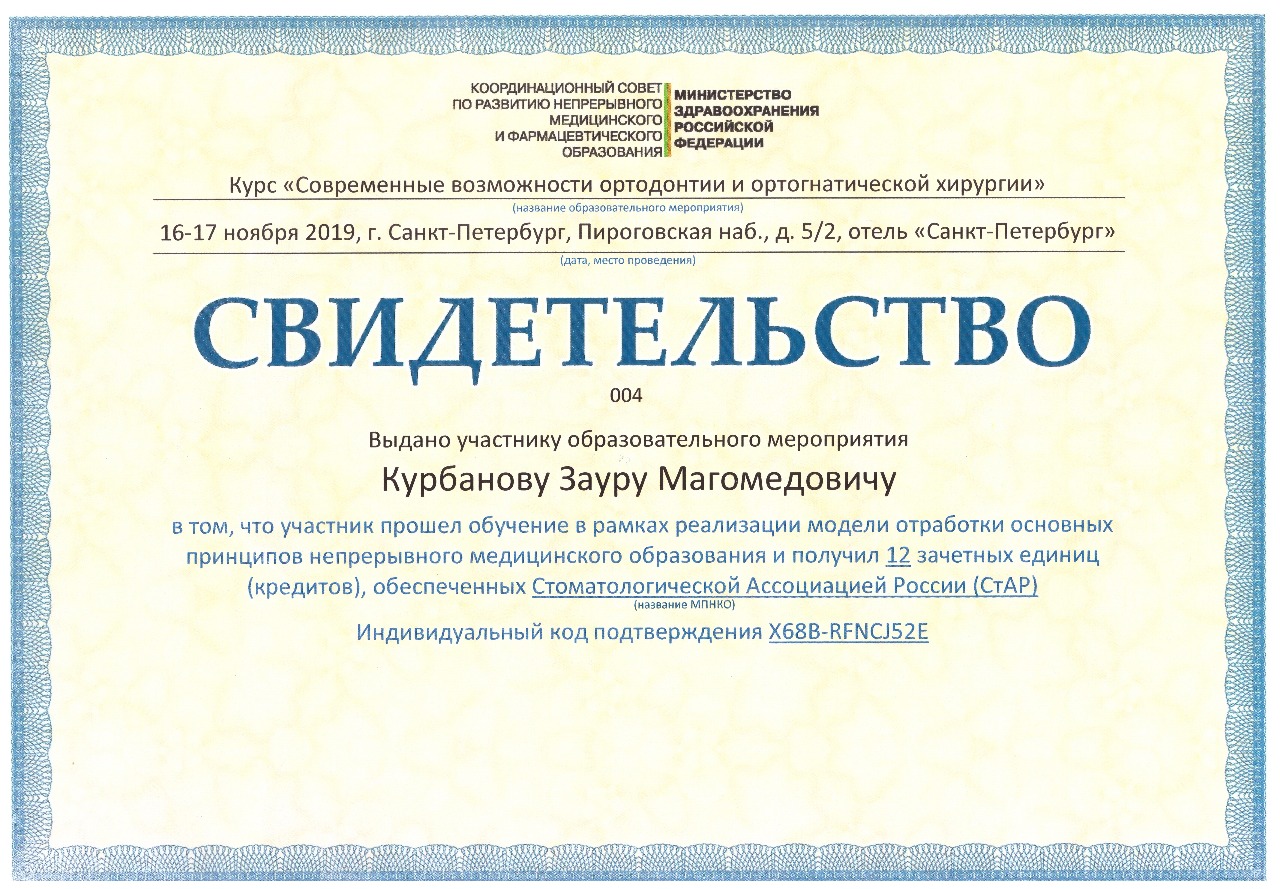 КООРДИНАЦИОННЫЙ СОВЕТ
ПО РАЗВИТИЮ НЕПРЕРЫВНОГО
МЕДИЦИНСКОГО
И ФАРМАЦЕВТИЧЕСКОГО
ОБРАЗОВАНИЯ
МИНИСТЕРСТВО
ЗДРАВООХРАНЕНИЯ
РОССИЙСКОЙ
ФЕДЕРАЦИИ
Курс «Современные возможности ортодонтии и ортогнатической хирургии»
(название образовательного мероприятия)
16-17 ноября 2019, г. Санкт-Петербург, Пироговская наб., д. 5/2, отель «Санкт-Петербург»
(дата, место проведения)
СВИДЕТЕЛЬСТВО
004
Выдано участнику образовательного мероприятия
Курбанову Зауру Магомедовичу
в том, что участник прошел обучение в рамках реализации модели отработки основных
принципов непрерывного медицинского образования и получил 12 зачетных единиц
(кредитов), обеспеченных Стоматологической Ассоциацией России (СтАР)
(название МПНКО)
Индивидуальный код подтверждения X68B-RFNCJ52E